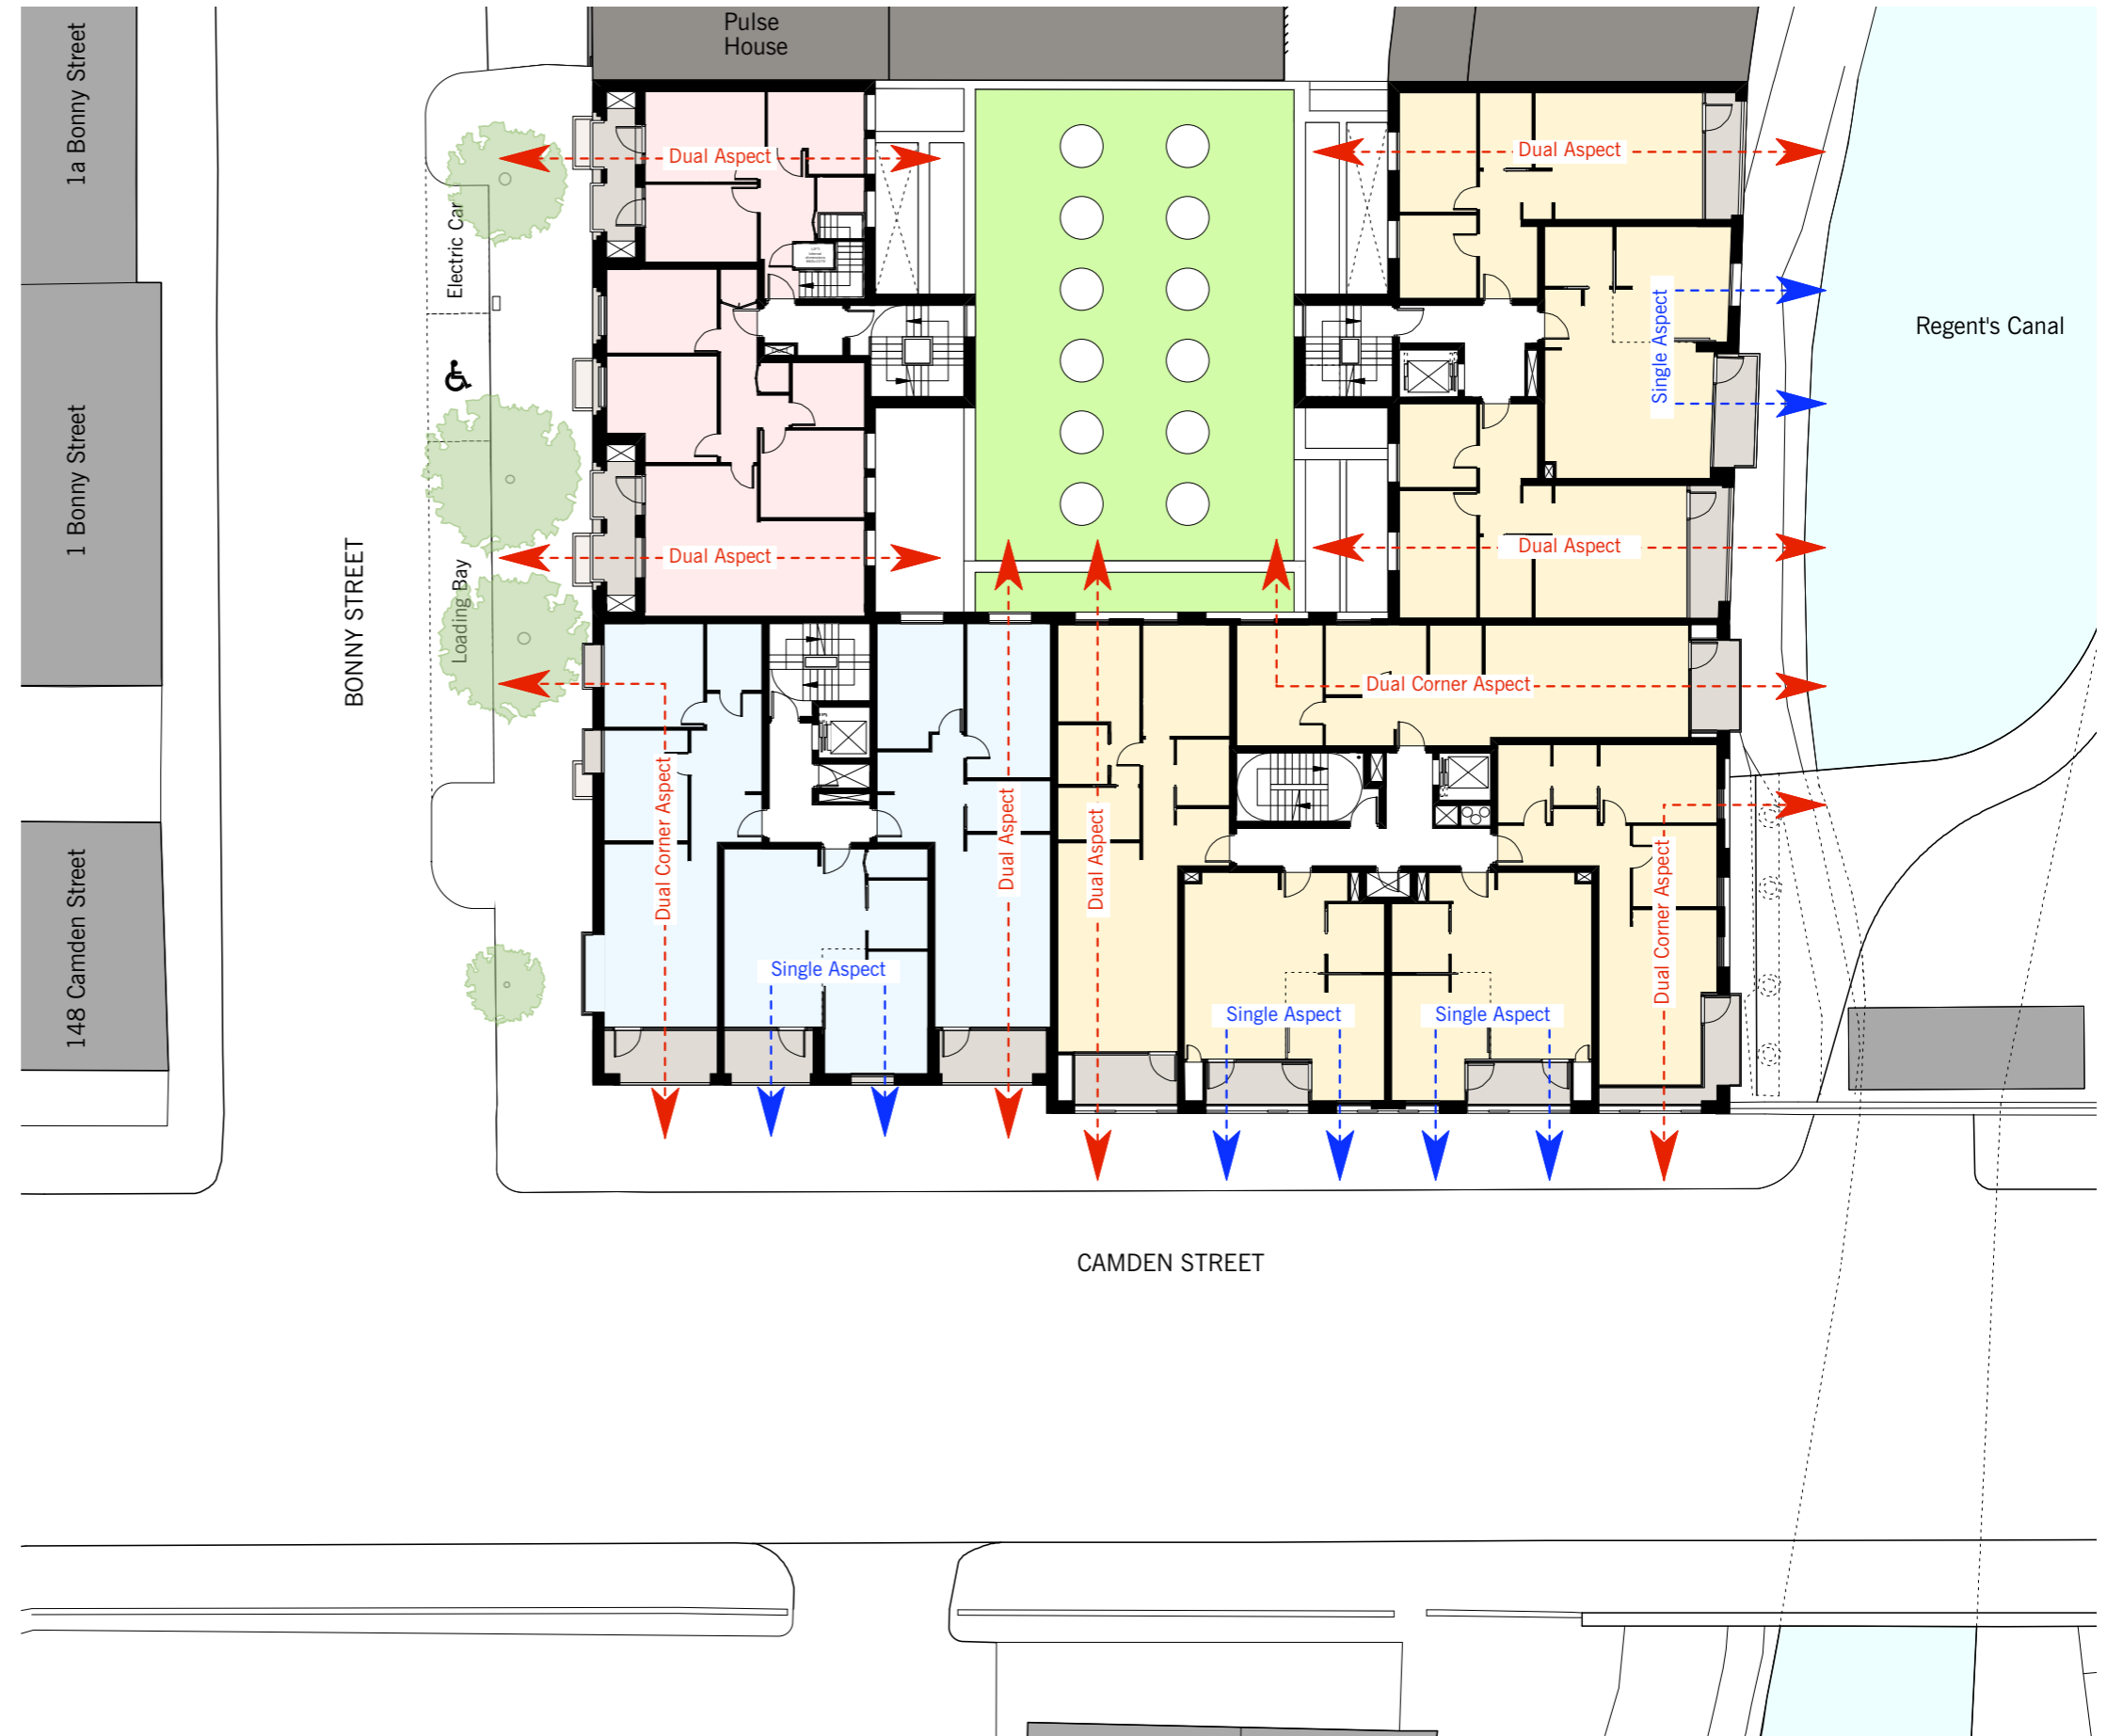 Pulse
House
1a Bonny Street
Dual Aspect
Dual Aspect
Electric Car
Single Aspect
Regent's Canal
1 Bonny Street
BONNY STREET
Loading Bay
Dual Aspect
Dual Aspect
Dual Corner Aspect
Dual Corner Aspect
Dual Aspect
Dual Aspect
Dual Corner Aspect
148 Camden Street
Single Aspect
Single Aspect
Single Aspect
CAMDEN STREET